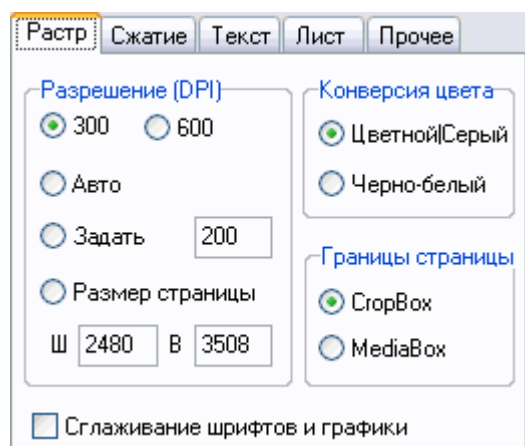 Растр Сжатие Текст Лист Прочее
Разрешение (DPI)
300 600
Авто
Задать 200
Размер страницы
Ш 2480 В 3508
Конверсия цвета
Цветной|Серый
Черно-белый
Границы страницы
CropBox
MediaBox
Сглаживание шрифтов и графики